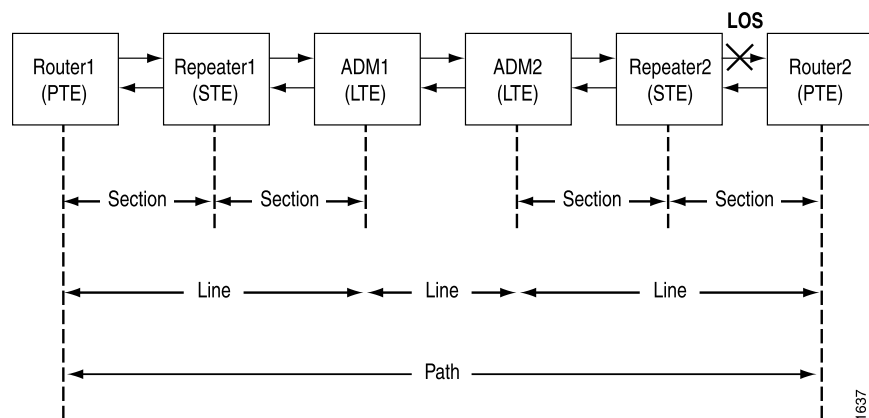 LOS
Router1
(PTE)
Repeater1
(STE)
ADM1
(LTE)
ADM2
(LTE)
Repeater2
(STE)
Router2
(PTE)
Section
Section
Section
Section
Line
Line
Line
Path
1637